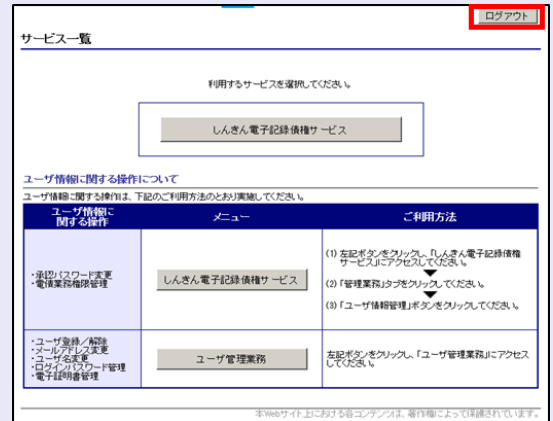 ログアウト
サービス一覧
利用するサービスを選択してください。
しんきん電子記録債権サービス
ユーザ情報に関する操作について
ユーザ情報に関する操作は、下記のご利用方法のとおり実施してください。
ユーザ情報に
関する操作
メニュー
ご利用方法
・承認パスワード変更
・電債業務権限管理
しんきん電子記録債権サービス
(1) 左記ボタンをクリックし、「しんきん電子記録債権
サービス」にアクセスしてください。
(2) 「管理業務」タブをクリックしてください。
(3) 「ユーザ情報管理」ボタンをクリックしてください。
・ユーザ登録／解除
・メールアドレス変更
・ユーザ名変更
・ログインパスワード管理
・電子証明書管理
ユーザ管理業務
左記ボタンをクリックし、「ユーザ管理業務」にアクセス
してください。
本Webサイト上における各コンテンツは、著作権によって保護されています。